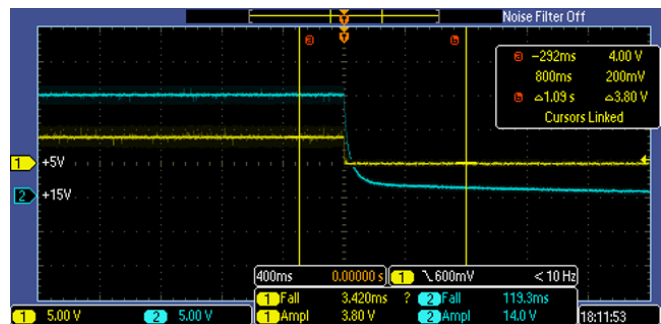 Noise Filter Off
T
a
b
a -292ms 4.00 V
800ms 200mV
b △1.09 s △3.80 V
Cursors Linked
1 +5V
2 +15V
400ms 0.00000 s 1 600mV < 10 Hz
1 Fall 3.420ms ? 2 Fall 119.3ms
1 Ampl 3.80 V 2 Ampl 14.0 V
1 5.00 V 2 5.00 V 18:11:53